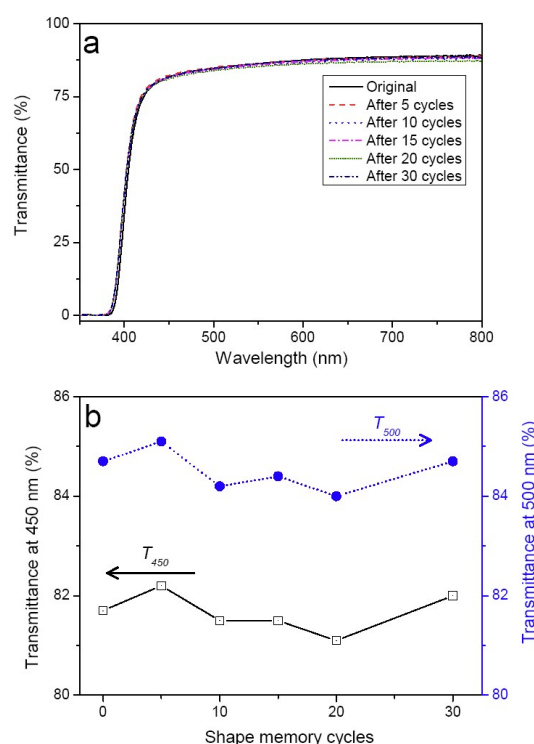 a
100
75
50
25
0
Transmittance (%)
Original
After 5 cycles
After 10 cycles
After 15 cycles
After 20 cycles
After 30 cycles
400 500 600 700 800
Wavelength (nm)
b
86
84
82
80
Transmittance at 450 nm (%)
T500
T450
86
84
82
80
Transmittance at 500 nm (%)
0 10 20 30
Shape memory cycles